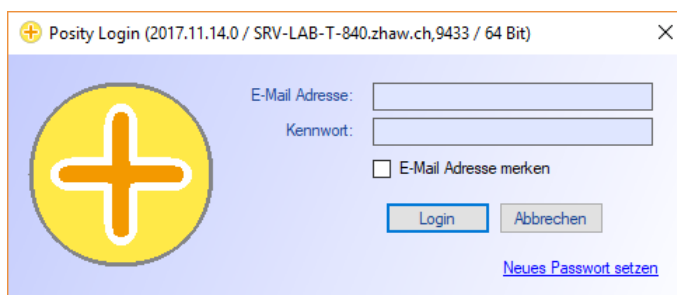 Posity Login (2017.11.14.0 / SRV-LAB-T-840.zhaw.ch,9433 / 64 Bit)
E-Mail Adresse:
Kennwort:
E-Mail Adresse merken
Login Abbrechen
Neues Passwort setzen